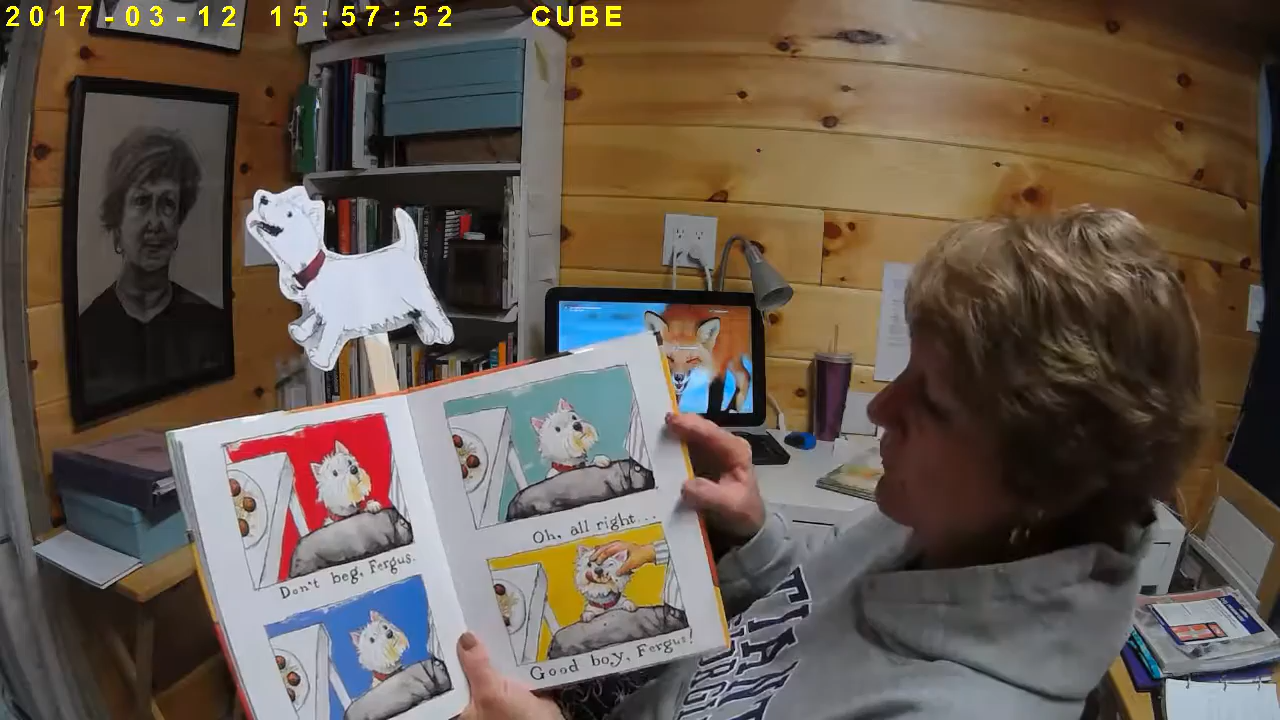 2017-03-12 15:57:52 CUBE
Don't beg, Fergus.
Oh, all right...
Good boy, Fergus!